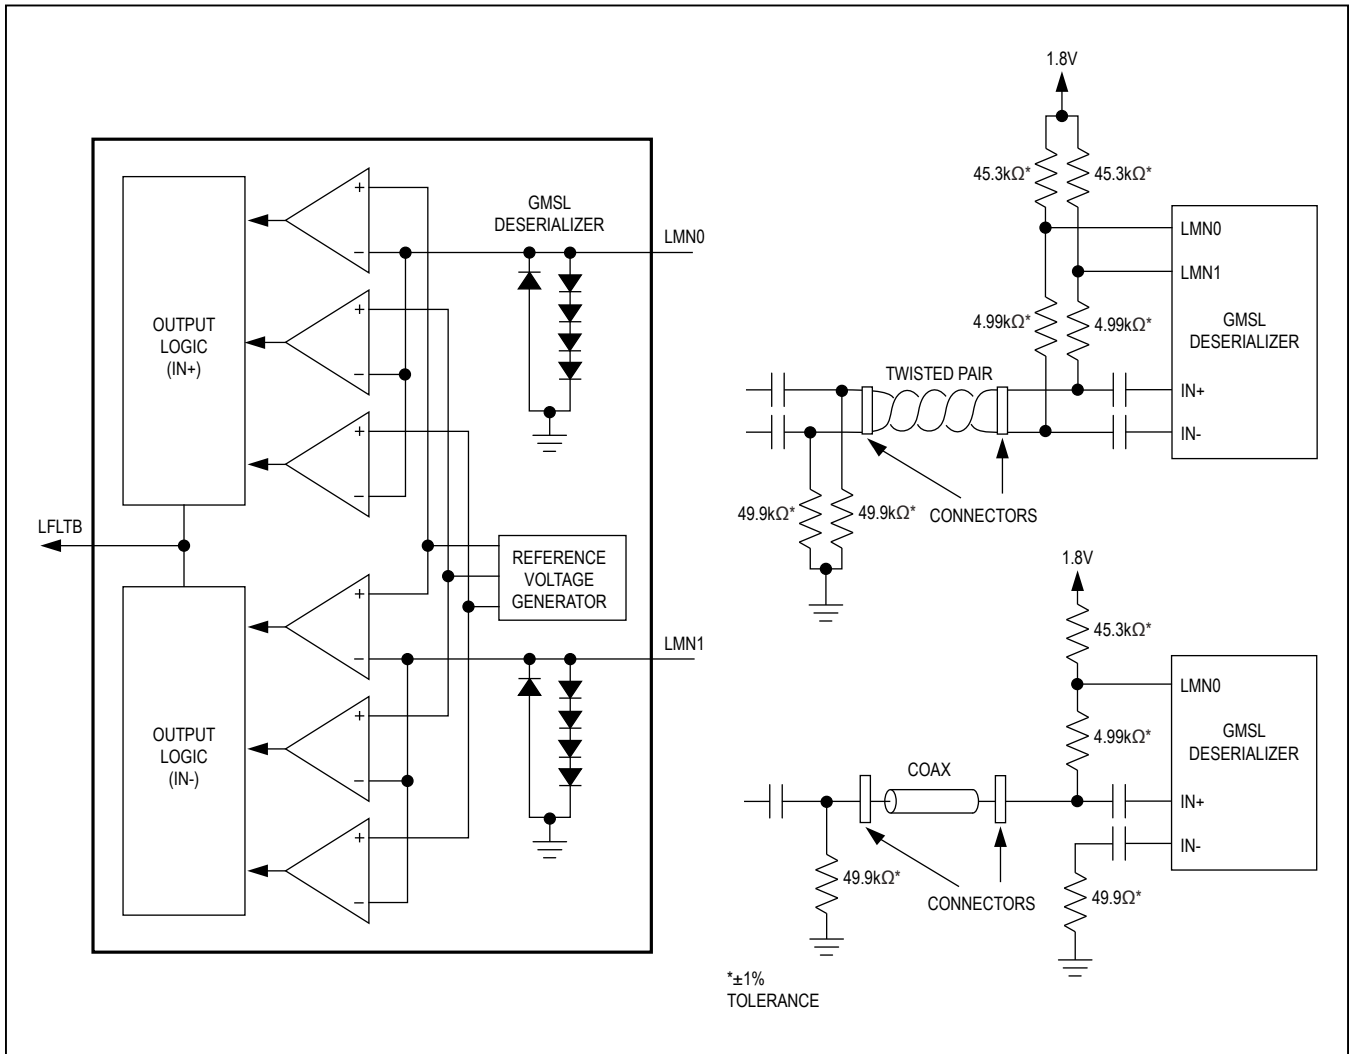 GMSL
DESERIALIZER
LMN0
+
−
+
−
+
−
OUTPUT
LOGIC
(IN+)
LFLTB
REFERENCE
VOLTAGE
GENERATOR
LMN1
+
−
+
−
+
−
OUTPUT
LOGIC
(IN-)
1.8V
45.3kΩ*
45.3kΩ*
LMN0
LMN1
4.99kΩ*
4.99kΩ*
GMSL
DESERIALIZER
TWISTED PAIR
IN+
IN-
49.9kΩ*
49.9kΩ*
CONNECTORS
1.8V
45.3kΩ*
LMN0
4.99kΩ*
GMSL
DESERIALIZER
COAX
IN+
IN-
49.9kΩ*
CONNECTORS
49.9Ω*
*±1%
TOLERANCE